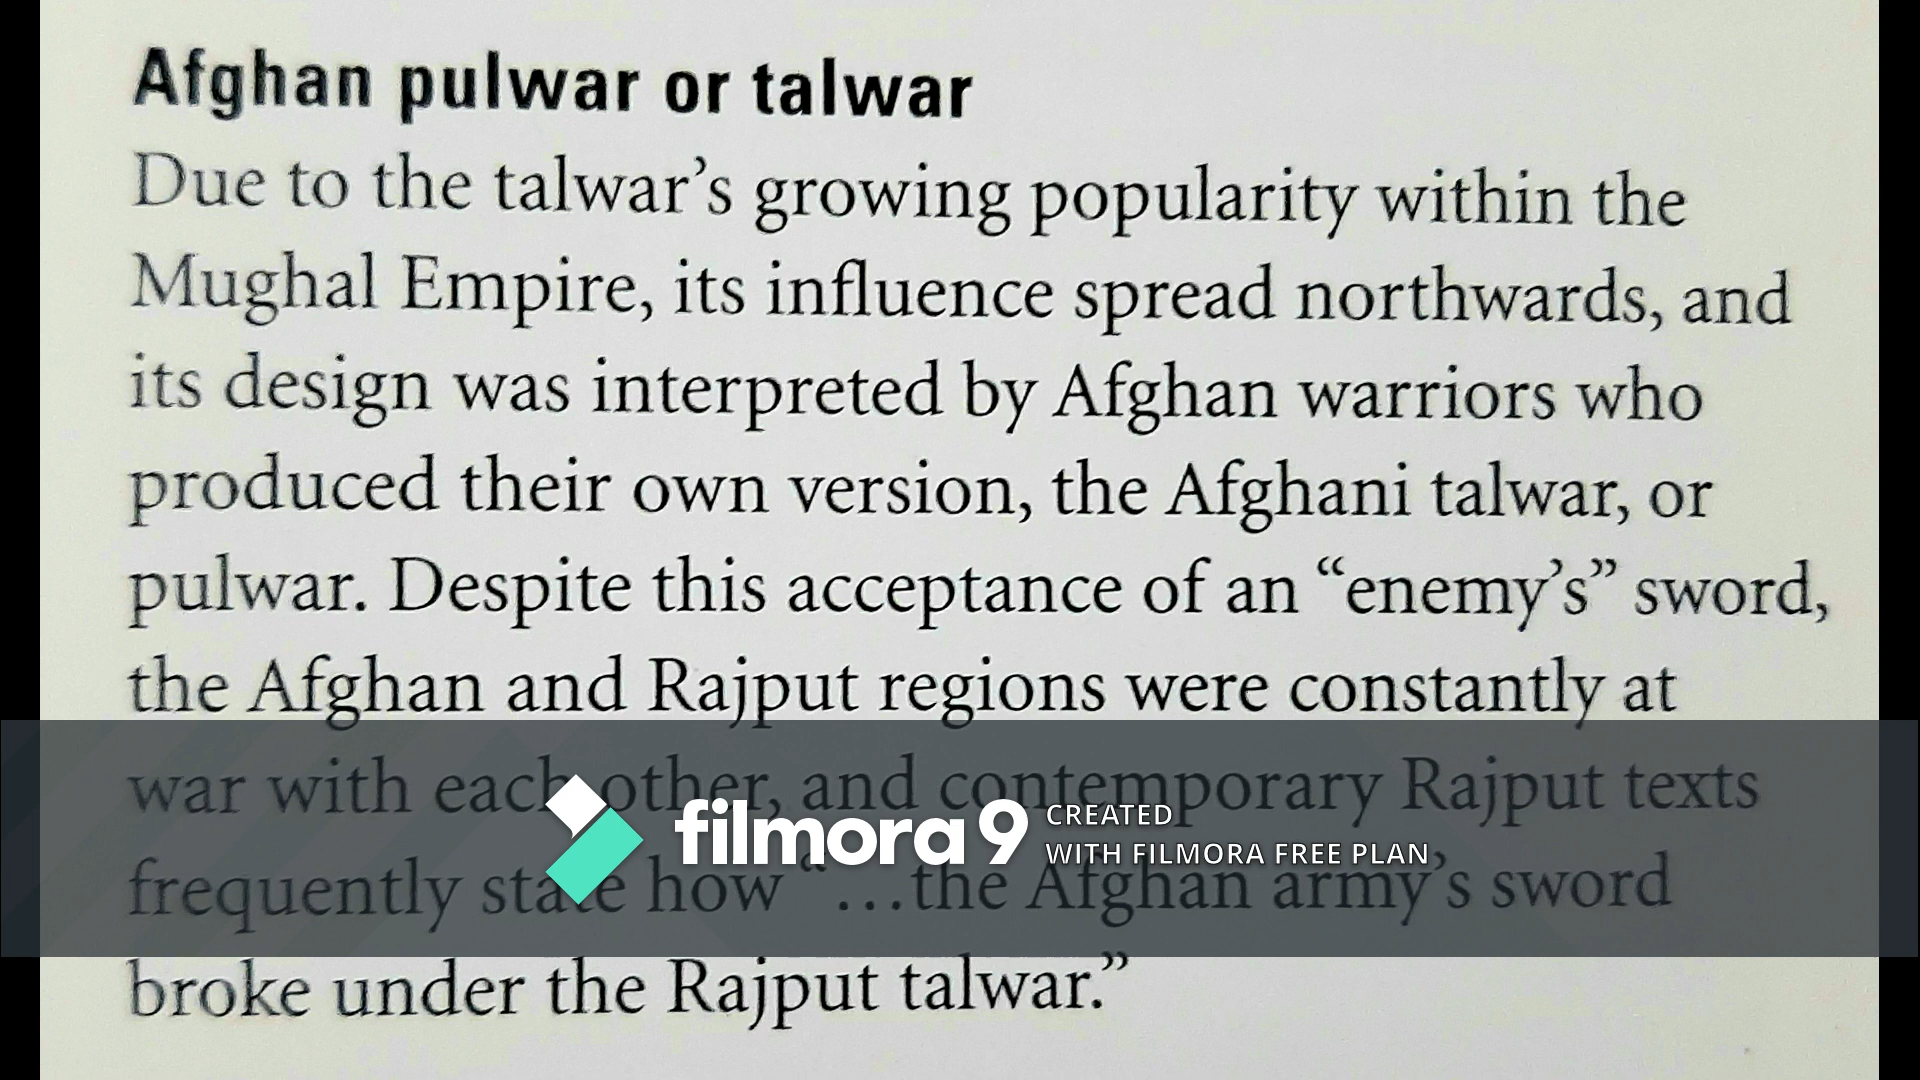 Afghan pulwar or talwar
Due to the talwar’s growing popularity within the
Mughal Empire, its influence spread northwards, and
its design was interpreted by Afghan warriors who
produced their own version, the Afghani talwar, or
pulwar. Despite this acceptance of an “enemy’s” sword,
the Afghan and Rajput regions were constantly at
war with each other, and contemporary Rajput texts
frequently state how “…the Afghan army’s sword
broke under the Rajput talwar.”
filmora9
CREATED
WITH FILMORA FREE PLAN